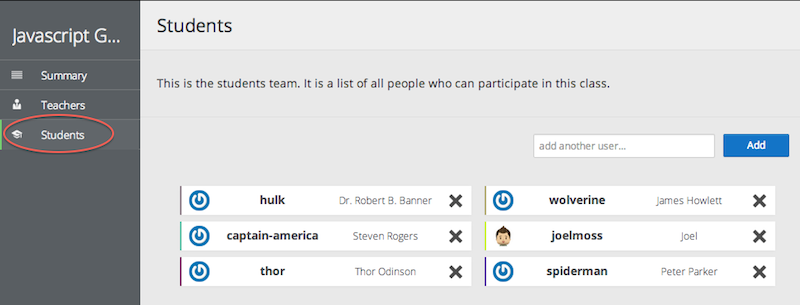 Javascript G...
Summary
Teachers
Students
Students
This is the students team. It is a list of all people who can participate in this class.
add another user...
Add
hulk Dr. Robert B. Banner
wolverine James Howlett
captain-america Steven Rogers
joelmoss Joel
thor Thor Odinson
spiderman Peter Parker